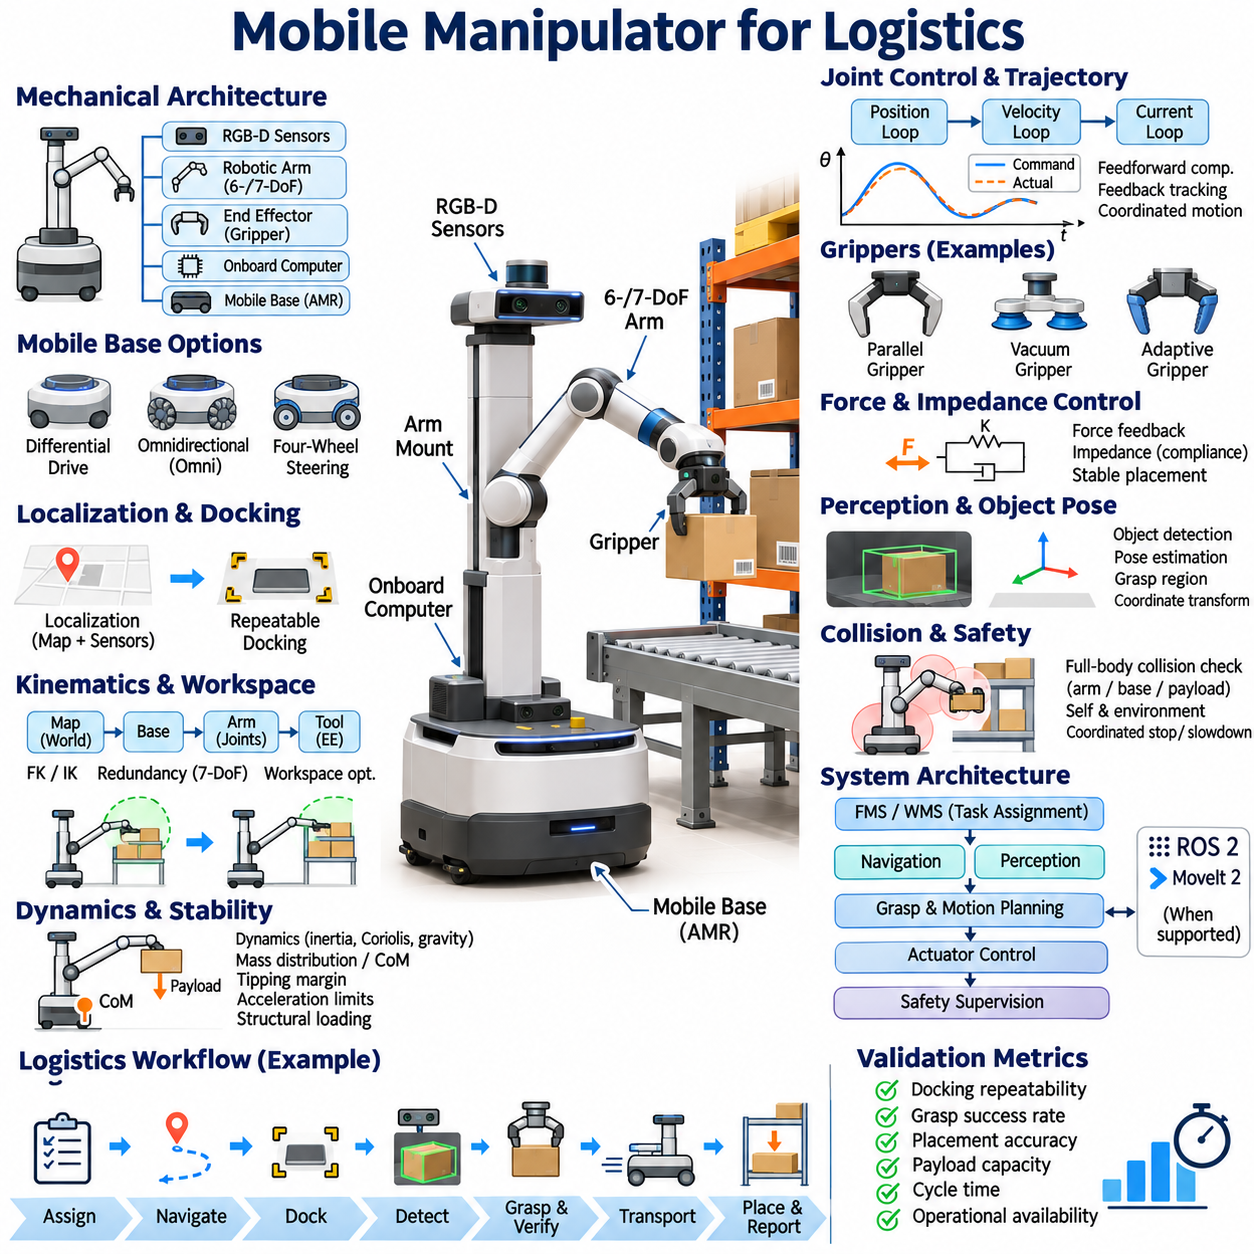 Mobile Manipulator for Logistics
Mechanical Architecture
RGB-D Sensors
Robotic Arm
(6-/7-DoF)
End Effector
(Gripper)
Onboard Computer
Mobile Base (AMR)
Mobile Base Options
Differential
Drive
Omnidirectional
(Omni)
Four-Wheel
Steering
Localization & Docking
Localization
(Map + Sensors)
Repeatable
Docking
Kinematics & Workspace
Map
(World)
Base
Arm
(Joints)
Tool
(EE)
FK / IK
Redundancy (7-DoF)
Workspace opt.
Dynamics & Stability
Payload
CoM
Dynamics (inertia, Coriolis, gravity)
Mass distribution / CoM
Tipping margin
Acceleration limits
Structural loading
RGB-D
Sensors
6-/7-DoF
Arm
Arm
Mount
Gripper
Onboard
Computer
Mobile Base
(AMR)
Joint Control & Trajectory
Position
Loop
Velocity
Loop
Current
Loop
θ
Command
Actual
t
Feedforward comp.
Feedback tracking
Coordinated motion
Grippers (Examples)
Parallel
Gripper
Vacuum
Gripper
Adaptive
Gripper
Force & Impedance Control
F
K
Force feedback
Impedance (compliance)
Stable placement
Perception & Object Pose
Object detection
Pose estimation
Grasp region
Coordinate transform
Collision & Safety
Full-body collision check
(arm / base / payload)
Self & environment
Coordinated stop / slowdown
System Architecture
FMS / WMS (Task Assignment)
Navigation
Perception
Grasp & Motion Planning
Actuator Control
Safety Supervision
ROS 2
MoveIt 2
(When
supported)
Logistics Workflow (Example)
Assign
Navigate
Dock
Detect
Grasp &
Verify
Transport
Place &
Report
Validation Metrics
Docking repeatability
Grasp success rate
Placement accuracy
Payload capacity
Cycle time
Operational availability